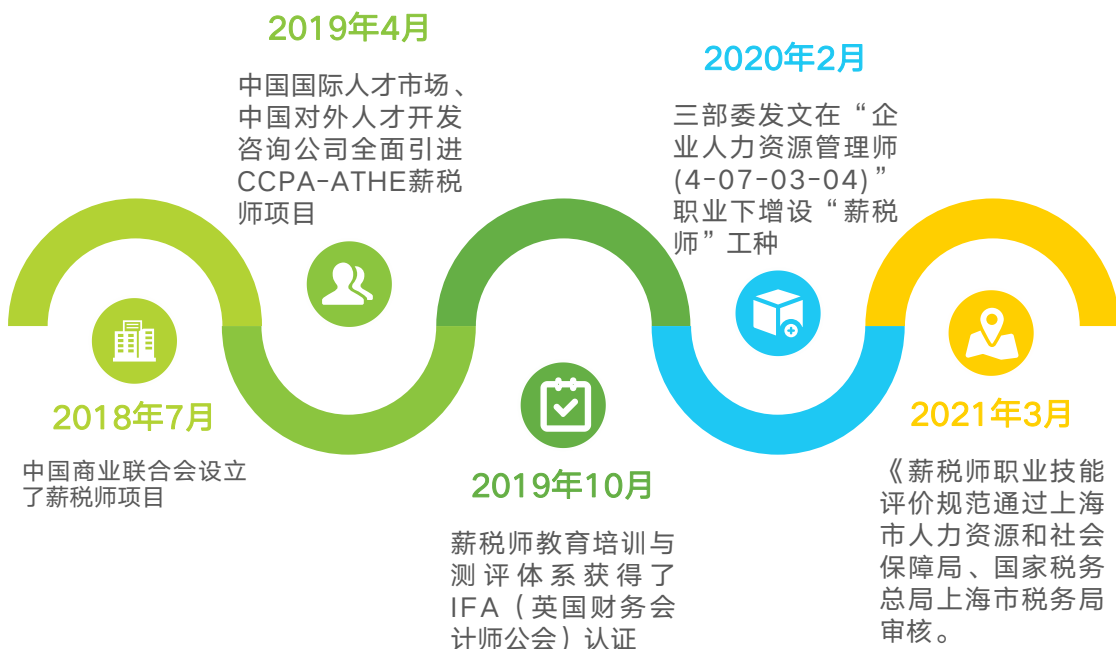 2018年7月
中国商业联合会设立
了薪税师项目
2019年4月
中国国际人才市场、
中国对外人才开发
咨询公司全面引进
CCPA-ATHE薪税
师项目
2019年10月
薪税师教育培训与
测评体系获得了
IFA（英国财务会
计师公会）认证
2020年2月
三部委发文在“企
业人力资源管理师
(4-07-03-04)”
职业下增设“薪税
师”工种
2021年3月
《薪税师职业技能
评价规范通过上海
市人力资源和社会
保障局、国家税务
总局上海市税务局
审核。